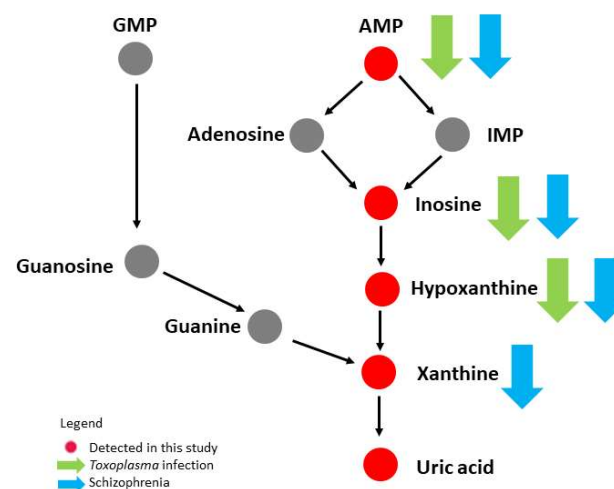 GMP
AMP
Adenosine
IMP
Inosine
Guanosine
Hypoxanthine
Guanine
Xanthine
Legend
Detected in this study
Uric acid
Toxoplasma infection
Schizophrenia